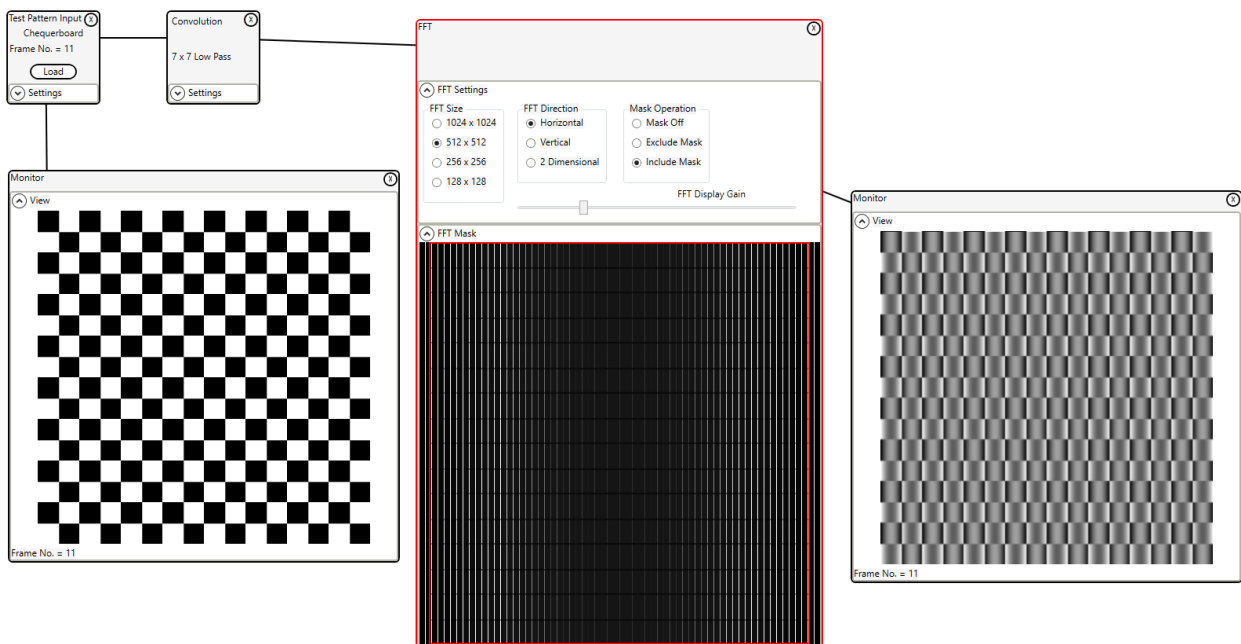 Test Pattern Input X
Chequerboard
Frame No. = 11
Load
Settings
Convolution X
7 x 7 Low Pass
Settings
FFT X
FFT Settings
FFT Size
1024 x 1024
512 x 512
256 x 256
128 x 128
FFT Direction
Horizontal
Vertical
2 Dimensional
Mask Operation
Mask Off
Exclude Mask
Include Mask
FFT Display Gain
FFT Mask
Monitor X
View
Frame No. = 11
Monitor X
View
Frame No. = 11